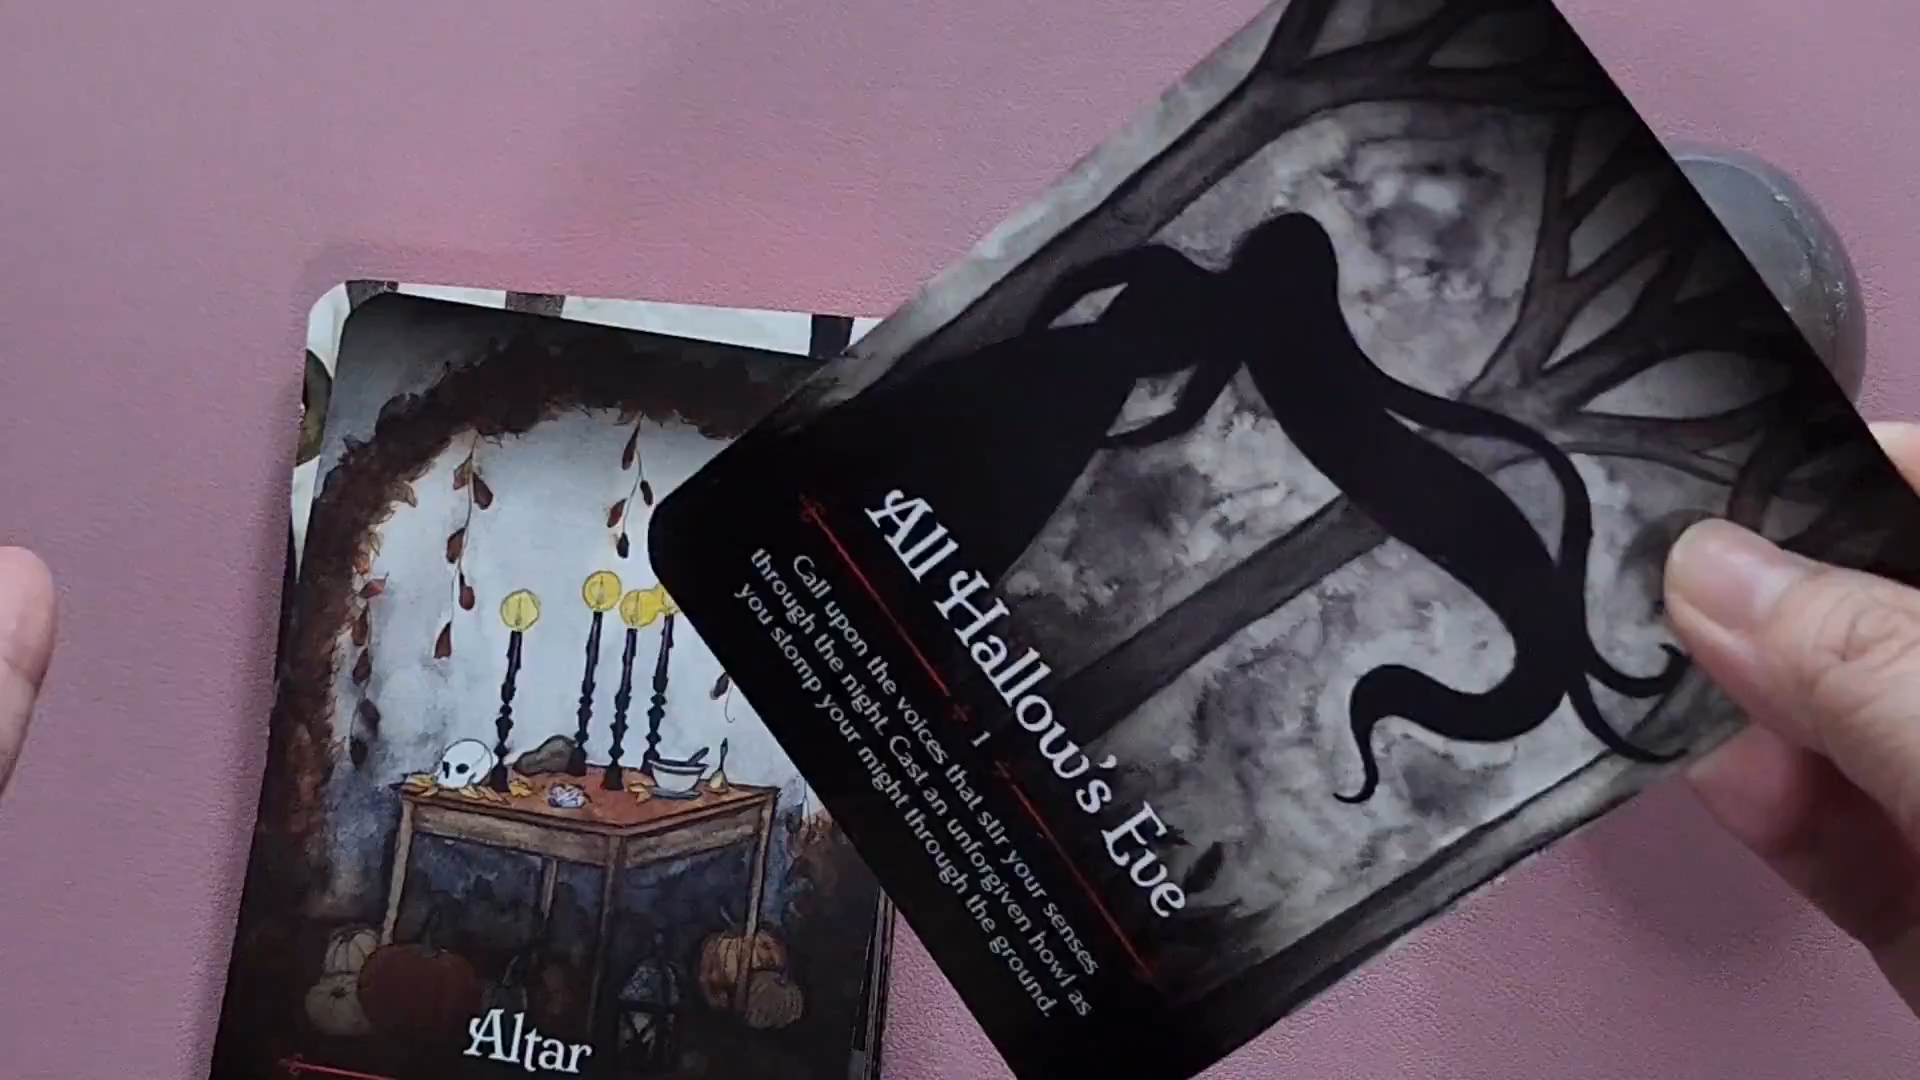 All Hallow's Eve
1
Call upon the voices that stir your senses
through the night. Cast an unforgiven howl as
you stomp your might through the ground.
Altar